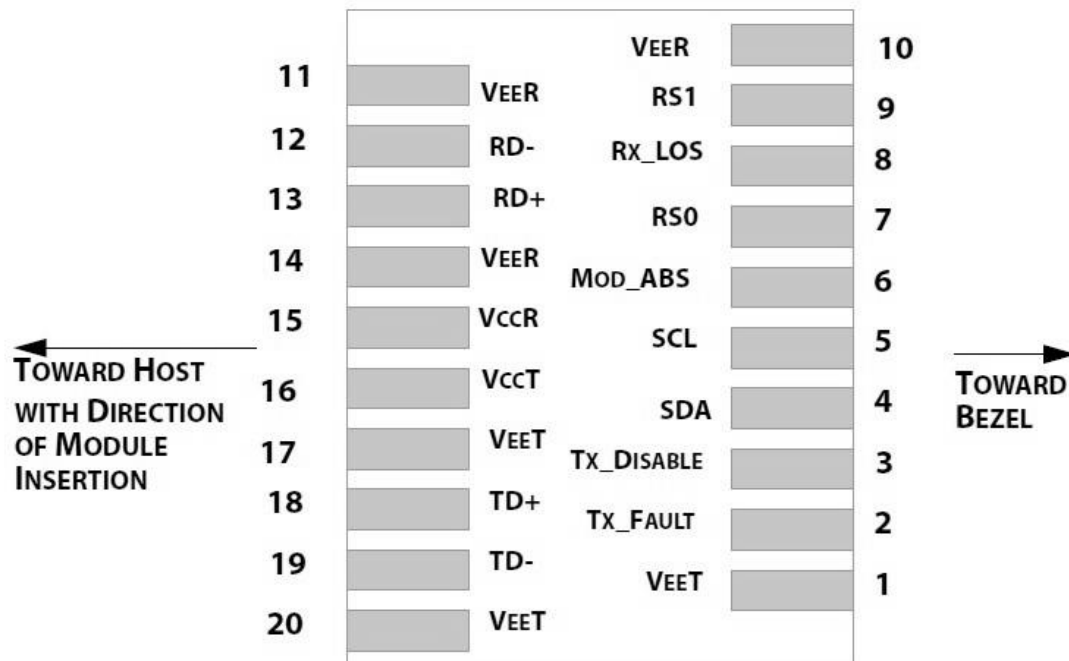 VEER 10
11 VEER
RS1 9
12 RD-
RX_LOS 8
13 RD+
RS0 7
14 VEER
MOD_ABS 6
15 VCCR
SCL 5
TOWARD HOST
WITH DIRECTION
OF MODULE
INSERTION
TOWARD
BEZEL
16 VCCT
SDA 4
17 VEET
TX_DISABLE 3
18 TD+
TX_FAULT 2
19 TD-
VEET 1
20 VEET